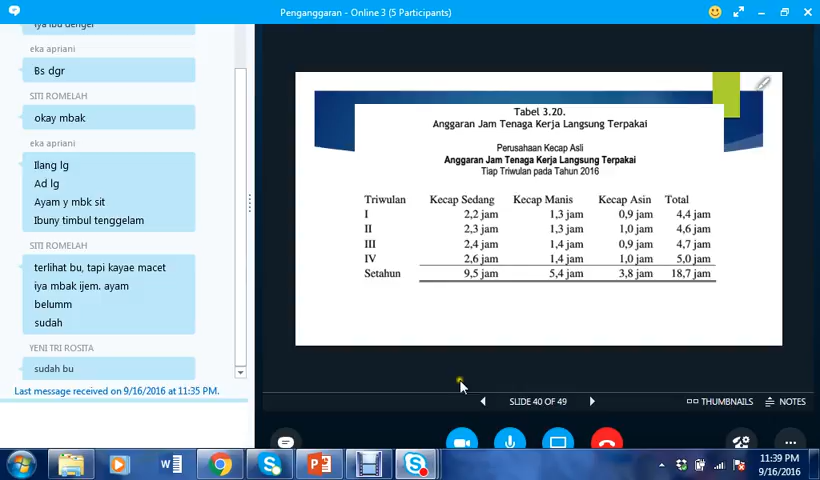 Penganggaran - Online 3 (5 Participants)
iya ibu denger
eka apriani
Bs dgr
SITI ROMELAH
okay mbak
eka apriani
Ilang lg
Ad lg
Ayam y mbk sit
Ibuny timbul tenggelam
SITI ROMELAH
terlihat bu, tapi kayae macet
iya mbak ijem. ayam
belumm
sudah
YENI TRI ROSITA
sudah bu
Last message received on 9/16/2016 at 11:35 PM.
Tabel 3.20.
Anggaran Jam Tenaga Kerja Langsung Terpakai
Perusahaan Kecap Asli
Anggaran Jam Tenaga Kerja Langsung Terpakai
Tiap Triwulan pada Tahun 2016
Triwulan Kecap Sedang Kecap Manis Kecap Asin Total
I 2,2 jam 1,3 jam 0,9 jam 4,4 jam
II 2,3 jam 1,3 jam 1,0 jam 4,6 jam
III 2,4 jam 1,4 jam 0,9 jam 4,7 jam
IV 2,6 jam 1,4 jam 1,0 jam 5,0 jam
Setahun 9,5 jam 5,4 jam 3,8 jam 18,7 jam
SLIDE 40 OF 49
THUMBNAILS
NOTES
11:39 PM
9/16/2016